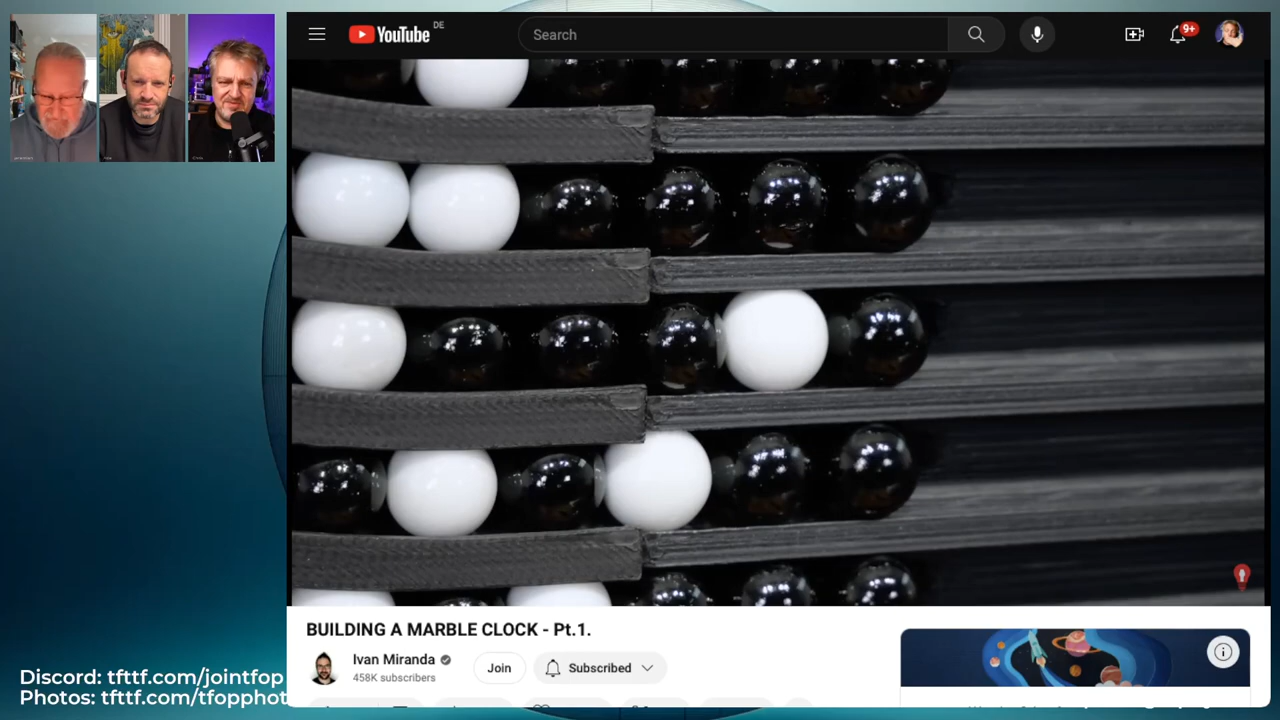 YouTube DE
Search
9+
BUILDING A MARBLE CLOCK - Pt.1.
Ivan Miranda
458K subscribers
Join
Subscribed
Discord: tfttf.com/jointfop
Photos: tfttf.com/tfopphot